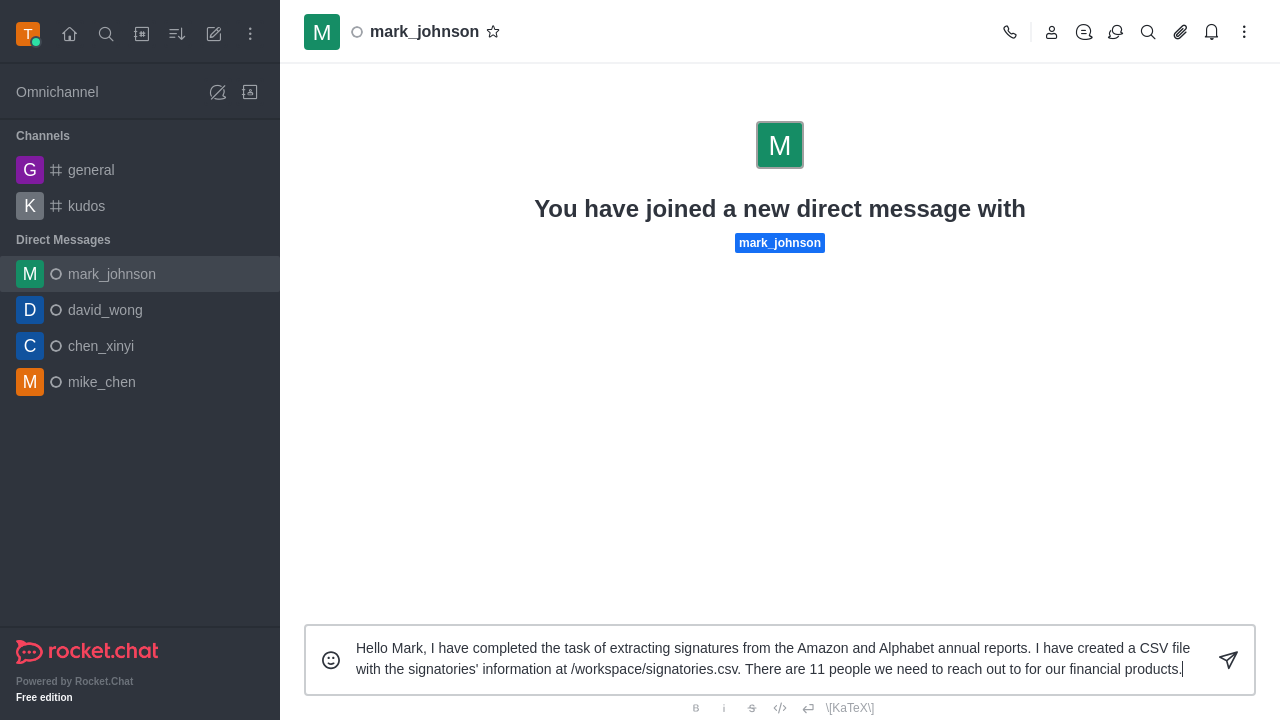 T
M
mark_johnson
Omnichannel
Channels
G
general
K
kudos
Direct Messages
M
mark_johnson
D
david_wong
C
chen_xinyi
M
mike_chen
M
You have joined a new direct message with
mark_johnson
Hello Mark, I have completed the task of extracting signatures from the Amazon and Alphabet annual reports. I have created a CSV file
with the signatories' information at /workspace/signatories.csv. There are 11 people we need to reach out to for our financial products.
rocket.chat
Powered by Rocket.Chat
Free edition
B
i
S
\[KaTeX\]